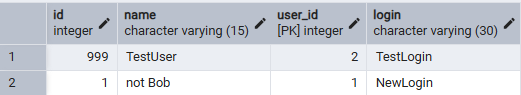 id name user_id login
integer character varying (15) [PK] integer character varying (30)
1 999 TestUser 2 TestLogin
2 1 not Bob 1 NewLogin